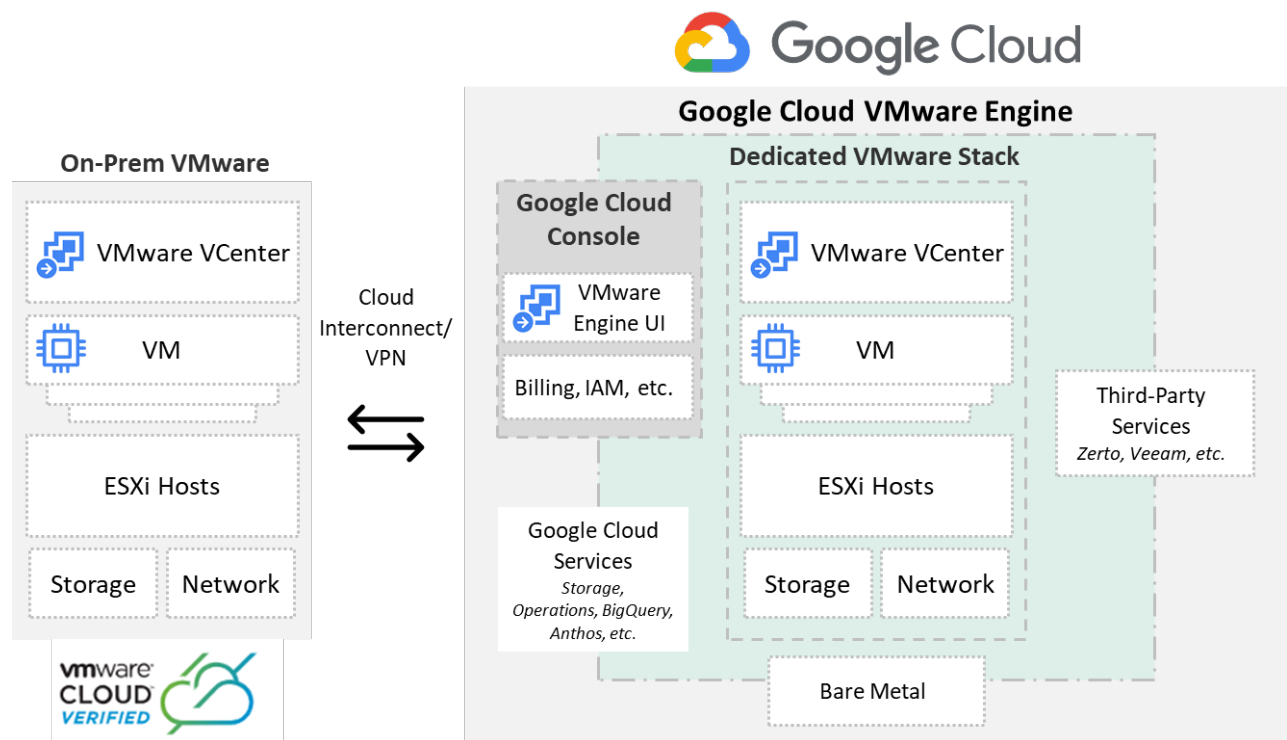 Google Cloud
Google Cloud VMware Engine
On-Prem VMware
VMware VCenter
VM
ESXi Hosts
Storage
Network
vmware®
CLOUD™
VERIFIED
Cloud
Interconnect/
VPN
Google Cloud
Console
VMware
Engine UI
Billing, IAM, etc.
Google Cloud
Services
Storage,
Operations, BigQuery,
Anthos, etc.
Dedicated VMware Stack
VMware VCenter
VM
ESXi Hosts
Storage
Network
Bare Metal
Third-Party
Services
Zerto, Veeam, etc.